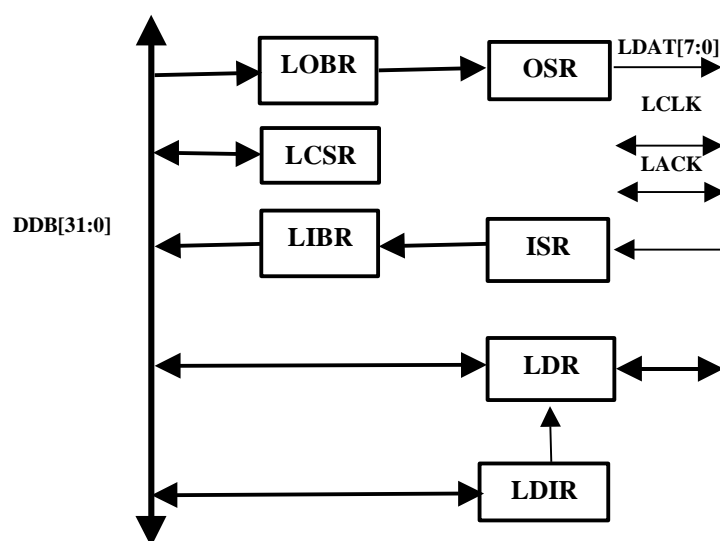 LDAT[7:0]
LOBR
OSR
LCLK
LCSR
LACK
DDB[31:0]
LIBR
ISR
LDR
LDIR